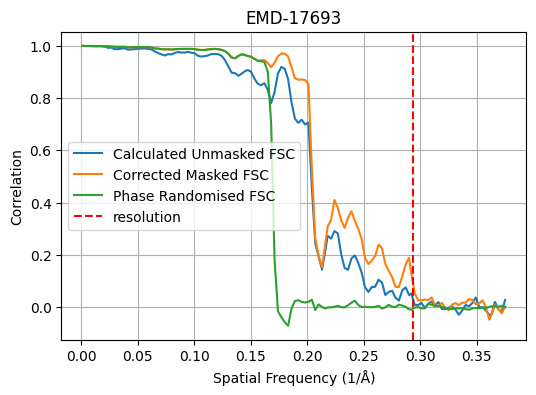 EMD-17693
1.0
0.8
0.6
0.4
0.2
0.0
Correlation
Calculated Unmasked FSC
Corrected Masked FSC
Phase Randomised FSC
resolution
0.00 0.05 0.10 0.15 0.20 0.25 0.30 0.35
Spatial Frequency (1/Å)